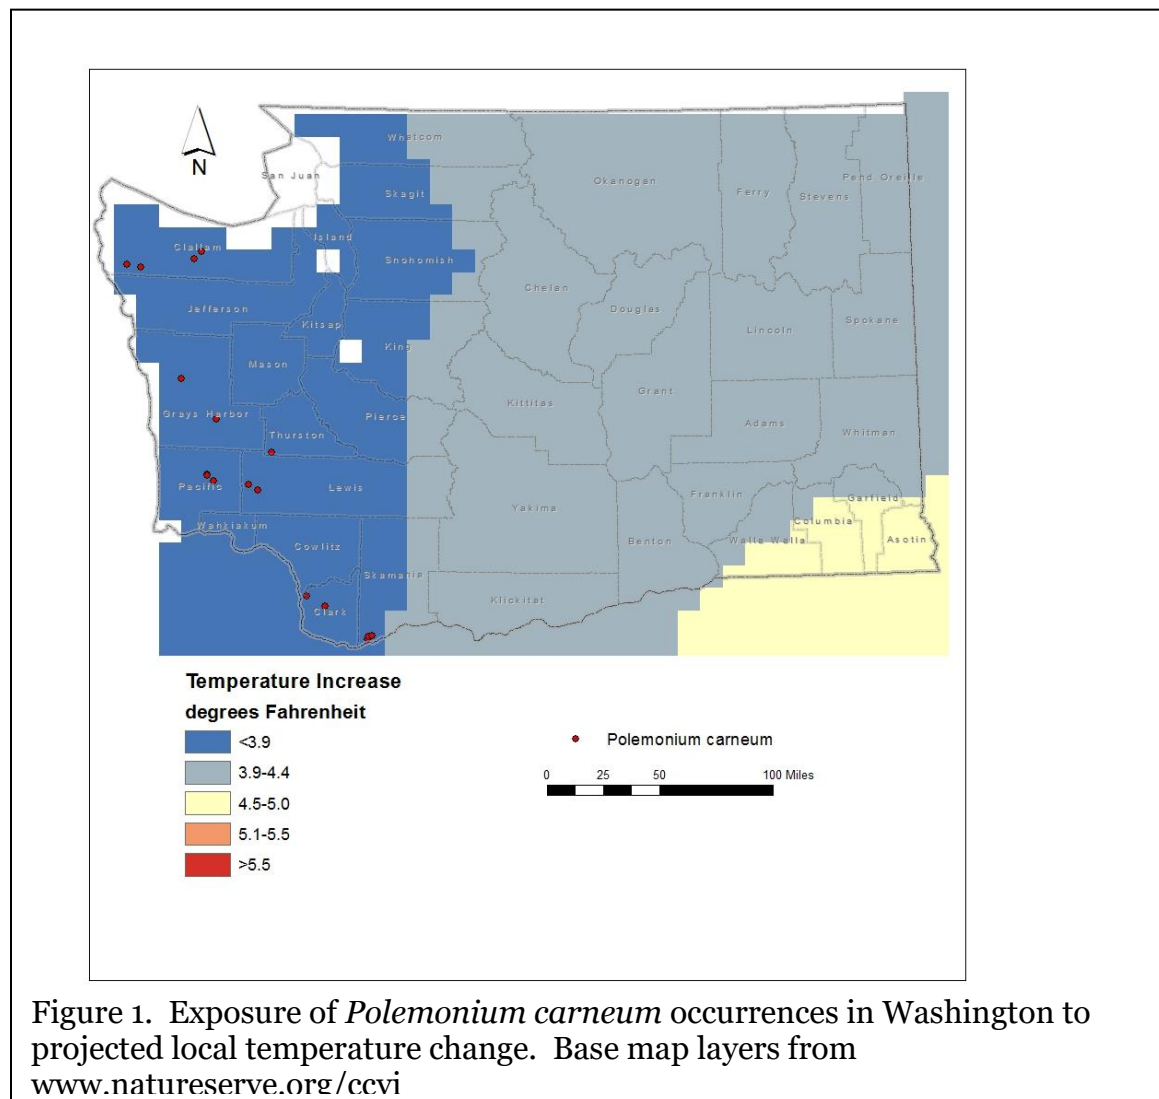 N
Whatcom
San Juan
Skagit
Okanogan
Ferry
Stevens
Pend Oreille
Island
Clallam
Snohomish
Chelan
Jefferson
Douglas
Lincoln
Spokane
Kitsap
King
Mason
Grant
Kittitas
Grays Harbor
Pierce
Adams
Whitman
Thurston
Pacific
Lewis
Franklin
Garfield
Yakima
Columbia
Wahkiakum
Benton
Walla Walla
Asotin
Cowlitz
Skamania
Klickitat
Clark
Temperature Increase
degrees Fahrenheit
<3.9
3.9-4.4
4.5-5.0
5.1-5.5
>5.5
Polemonium carneum
0 25 50 100 Miles
Figure 1. Exposure of Polemonium carneum occurrences in Washington to
projected local temperature change. Base map layers from
www.natureserve.org/ccvi